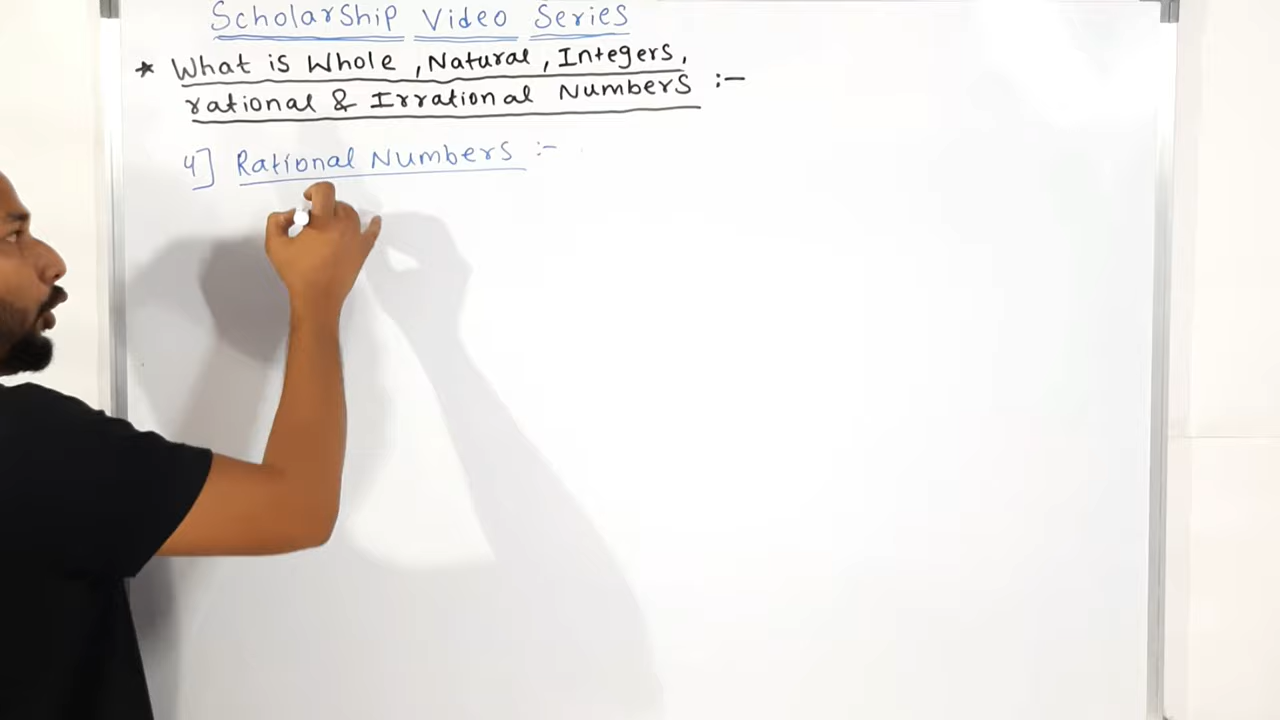 Scholarship Video Series
★ What is Whole, Natural, Integers,
rational & Irrational Numbers :-
4] Rational Numbers :-